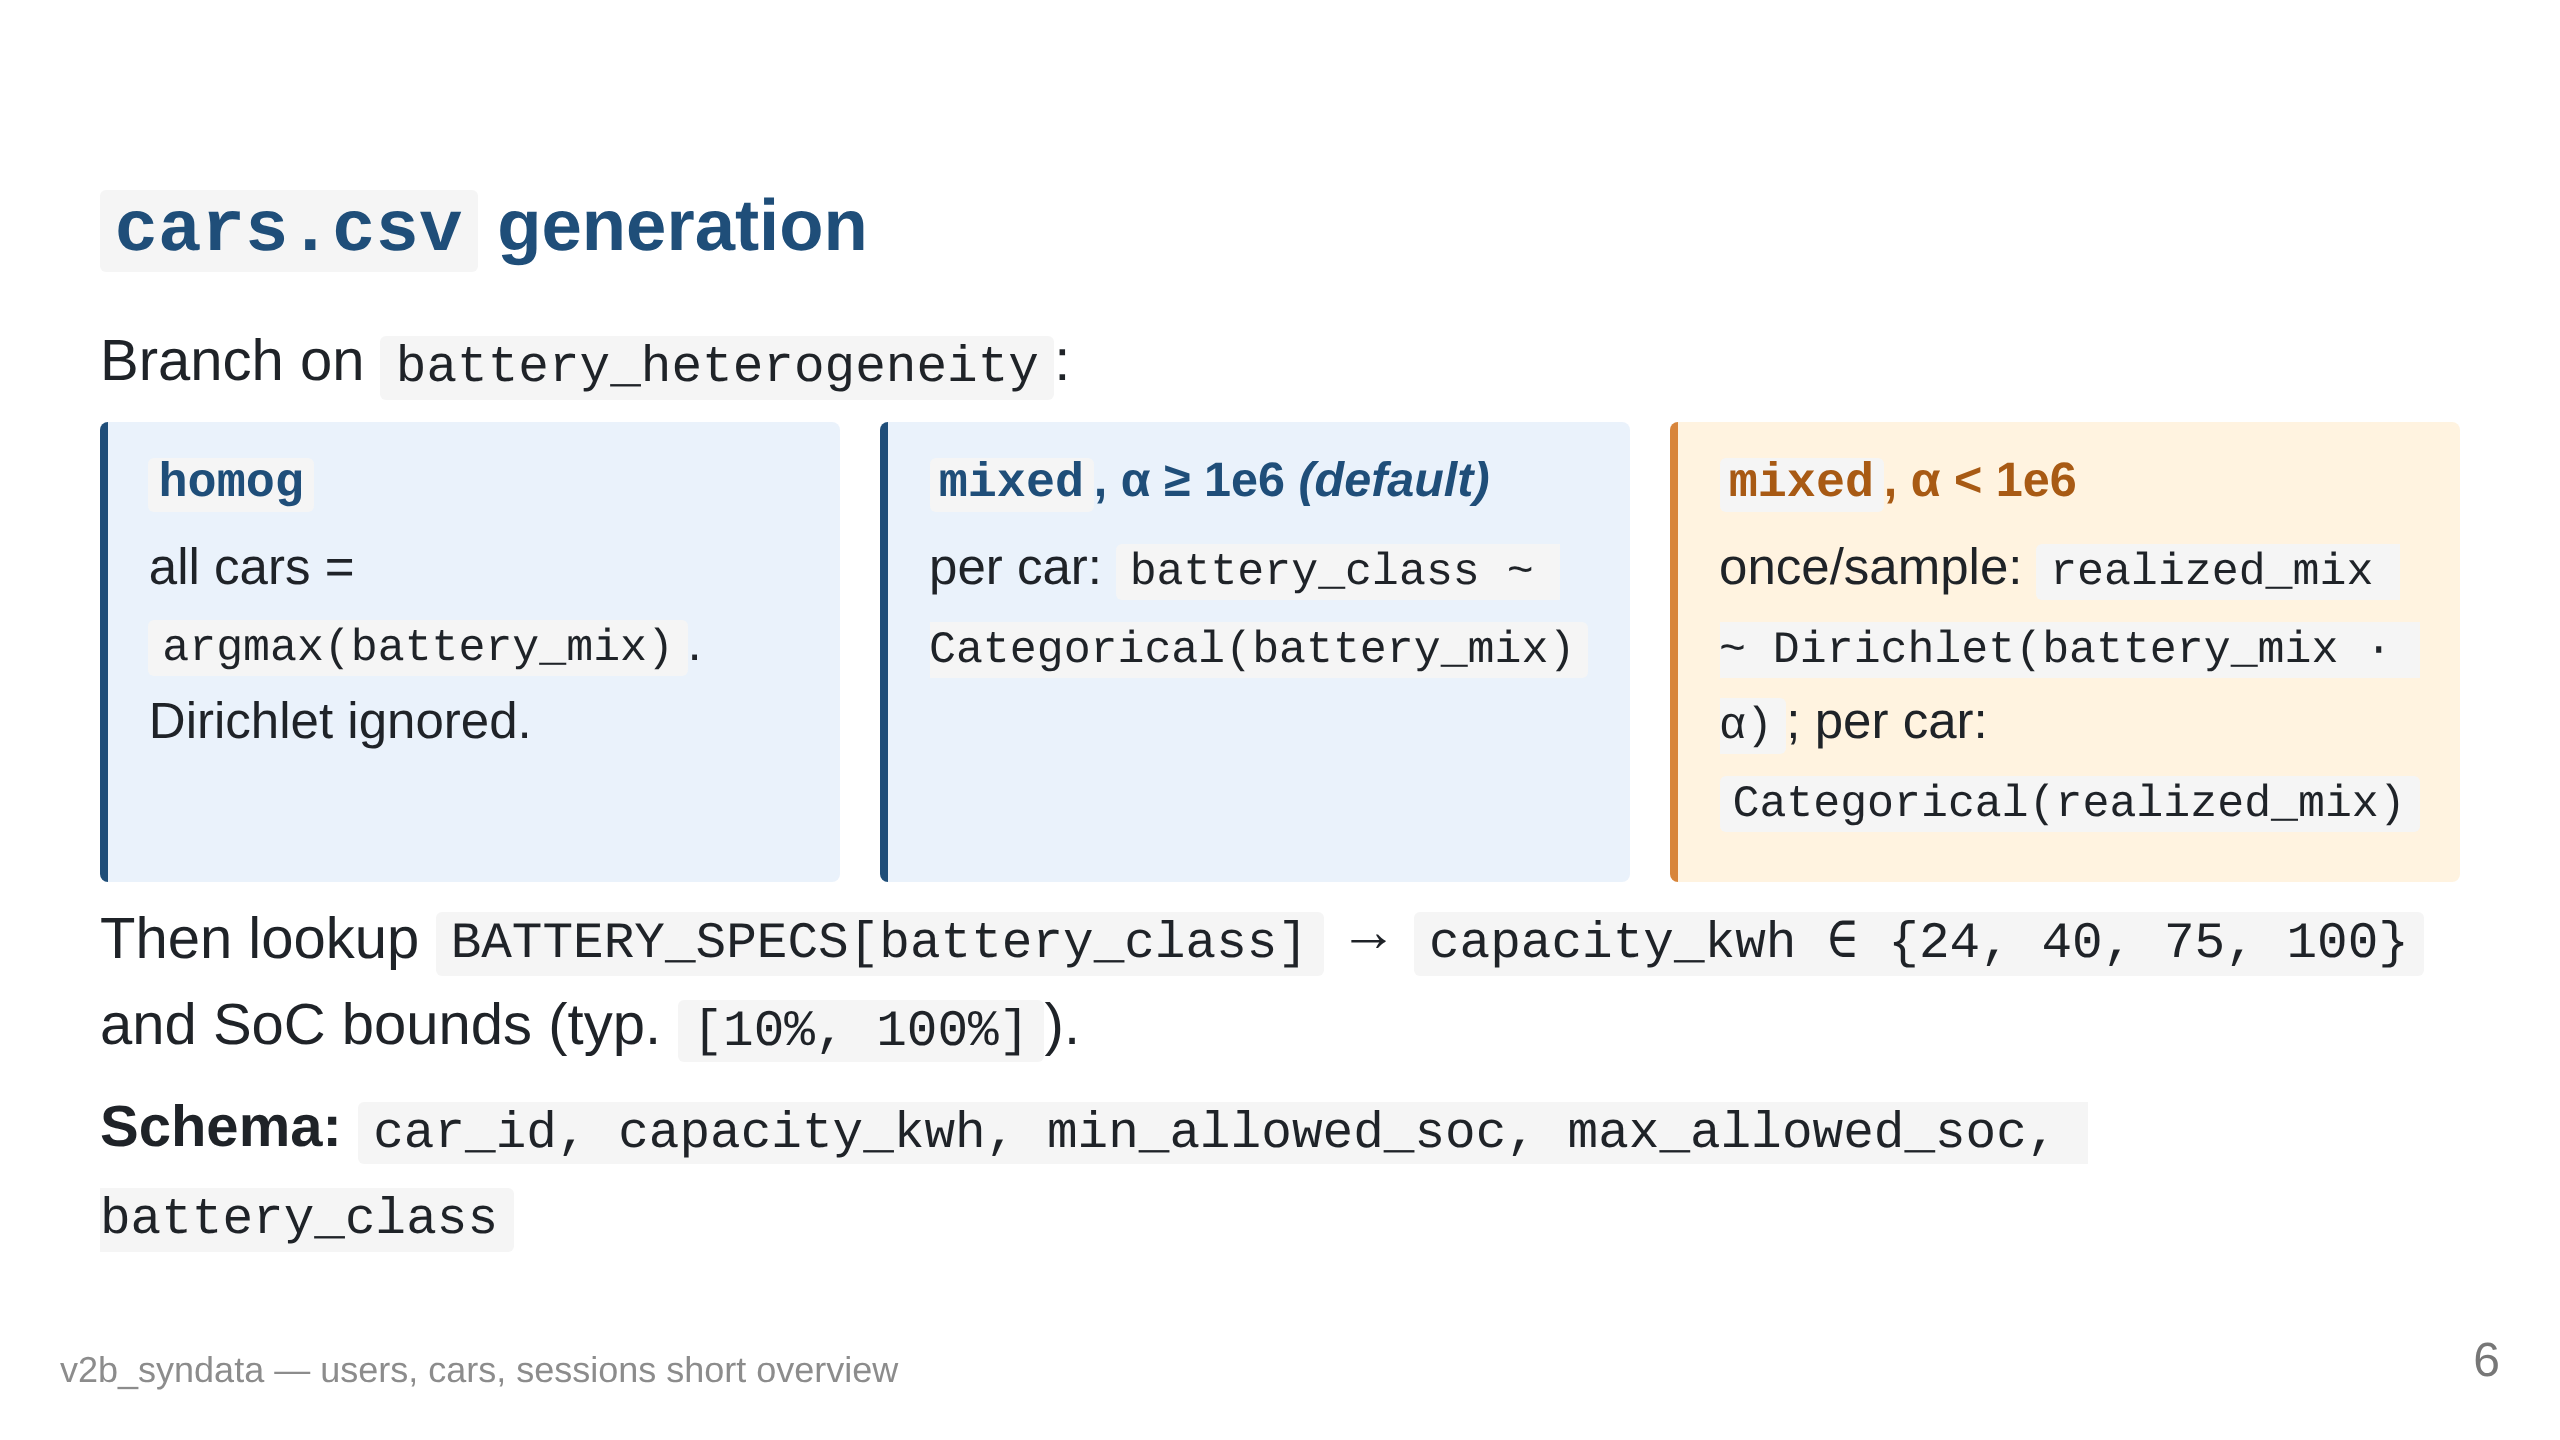 cars.csv generation
Branch on battery_heterogeneity:
homog
all cars =
argmax(battery_mix).
Dirichlet ignored.
mixed, α ≥ 1e6 (default)
per car: battery_class ~
Categorical(battery_mix)
mixed, α < 1e6
once/sample: realized_mix
~ Dirichlet(battery_mix ·
α); per car:
Categorical(realized_mix)
Then lookup BATTERY_SPECS[battery_class] → capacity_kwh ∈ {24, 40, 75, 100}
and SoC bounds (typ. [10%, 100%]).
Schema: car_id, capacity_kwh, min_allowed_soc, max_allowed_soc,
battery_class
v2b_syndata — users, cars, sessions short overview
6